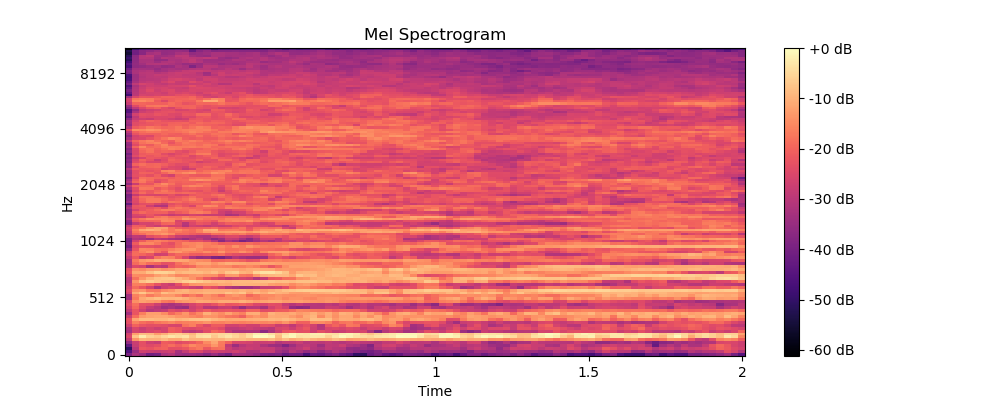 Mel Spectrogram
8192
4096
2048
1024
512
0
Hz
0
0.5
1
1.5
2
Time
+0 dB
-10 dB
-20 dB
-30 dB
-40 dB
-50 dB
-60 dB